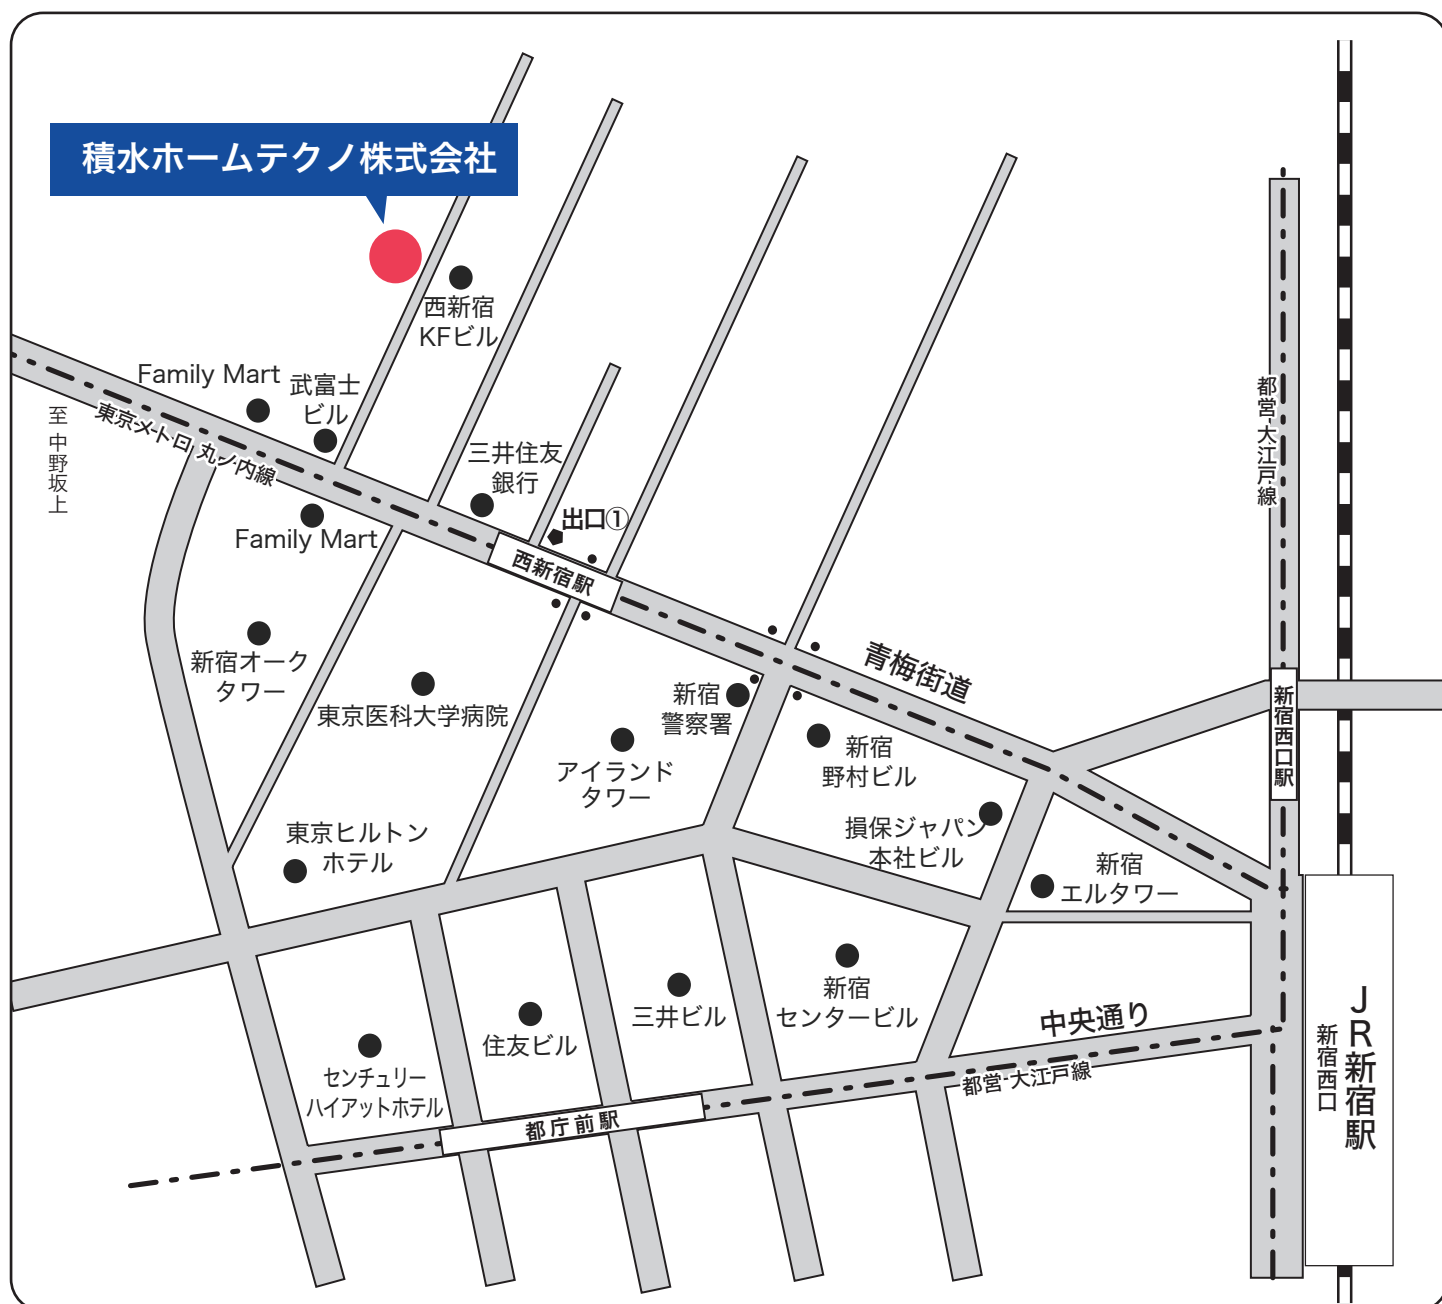 積水ホームテクノ株式会社
西新宿
KFビル
Family Mart
武富士
ビル
至 中野坂上
東京メトロ 丸ノ内線
三井住友
銀行
出口①
Family Mart
西新宿駅
都営 大江戸線
新宿オーク
タワー
東京医科大学病院
新宿
警察署
青梅街道
新宿西口駅
アイランド
タワー
新宿
野村ビル
東京ヒルトン
ホテル
損保ジャパン
本社ビル
新宿
エルタワー
新宿
センタービル
三井ビル
住友ビル
中央通り
センチュリー
ハイアットホテル
都営 大江戸線
都庁前駅
JR新宿駅
新宿西口